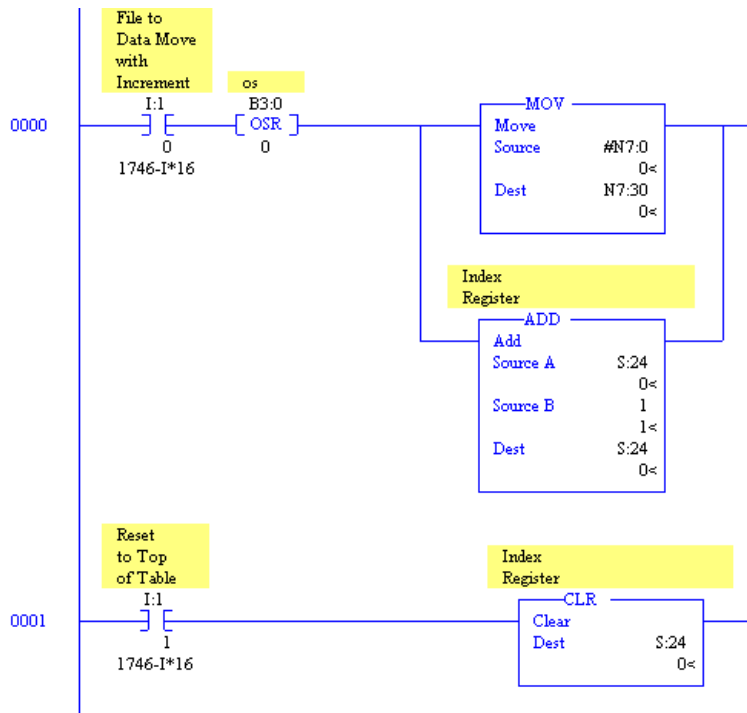 File to
Data Move
with
Increment
os
I:1
B3:0
MOV
0000
OSR
Move
0
0
Source #N7:0
1746-I*16
0<
Dest N7:30
0<
Index
Register
ADD
Add
Source A S:24
0<
Source B 1
1<
Dest S:24
0<
Reset
to Top
of Table
Index
Register
I:1
CLR
0001
Clear
1
Dest S:24
1746-I*16
0<